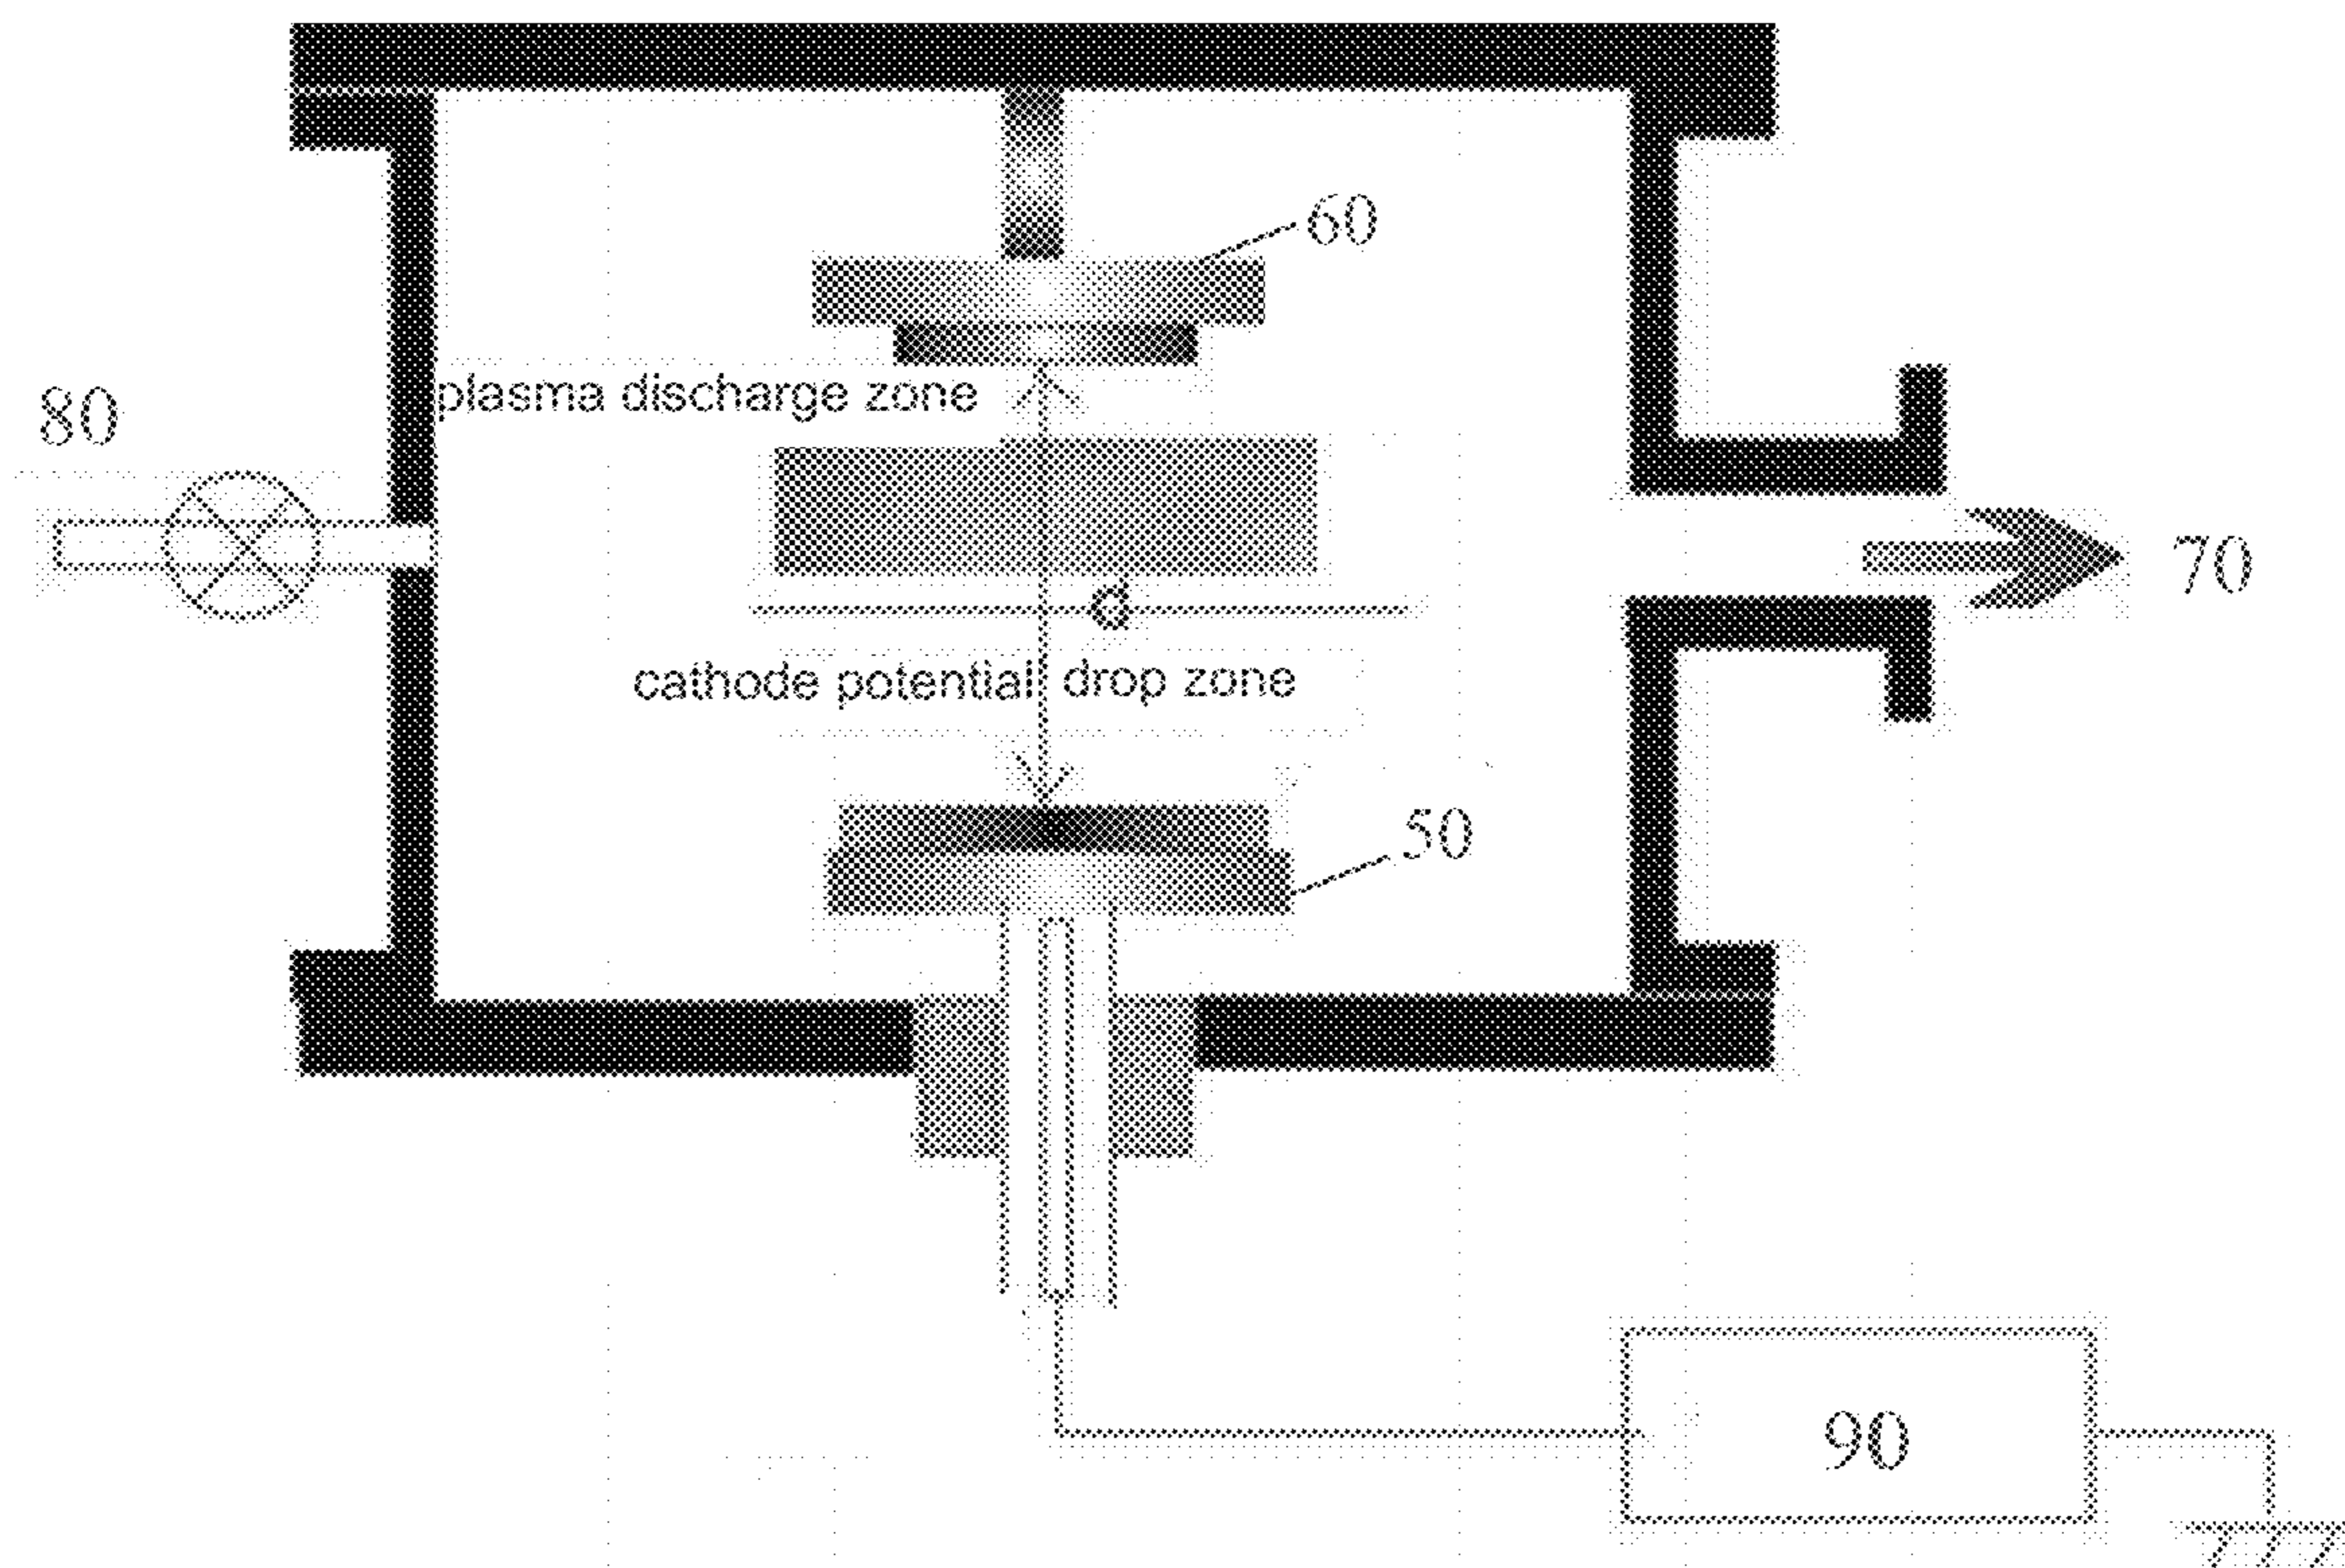 60
plasma discharge zone
80
70
d
cathode potential drop zone
50
90